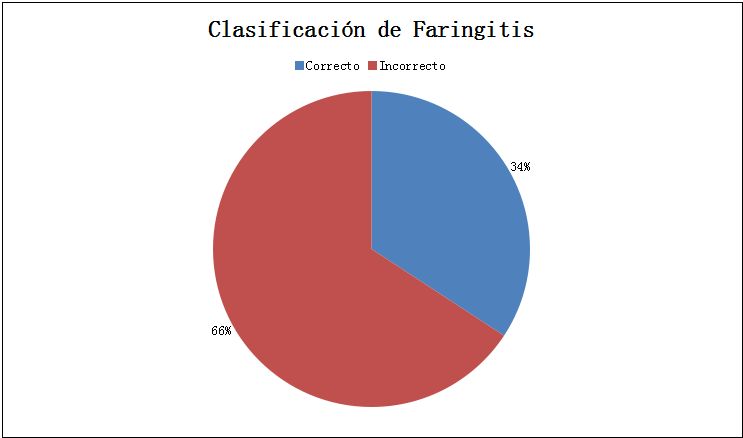 Clasificación de Faringitis
Correcto Incorrecto
34%
66%